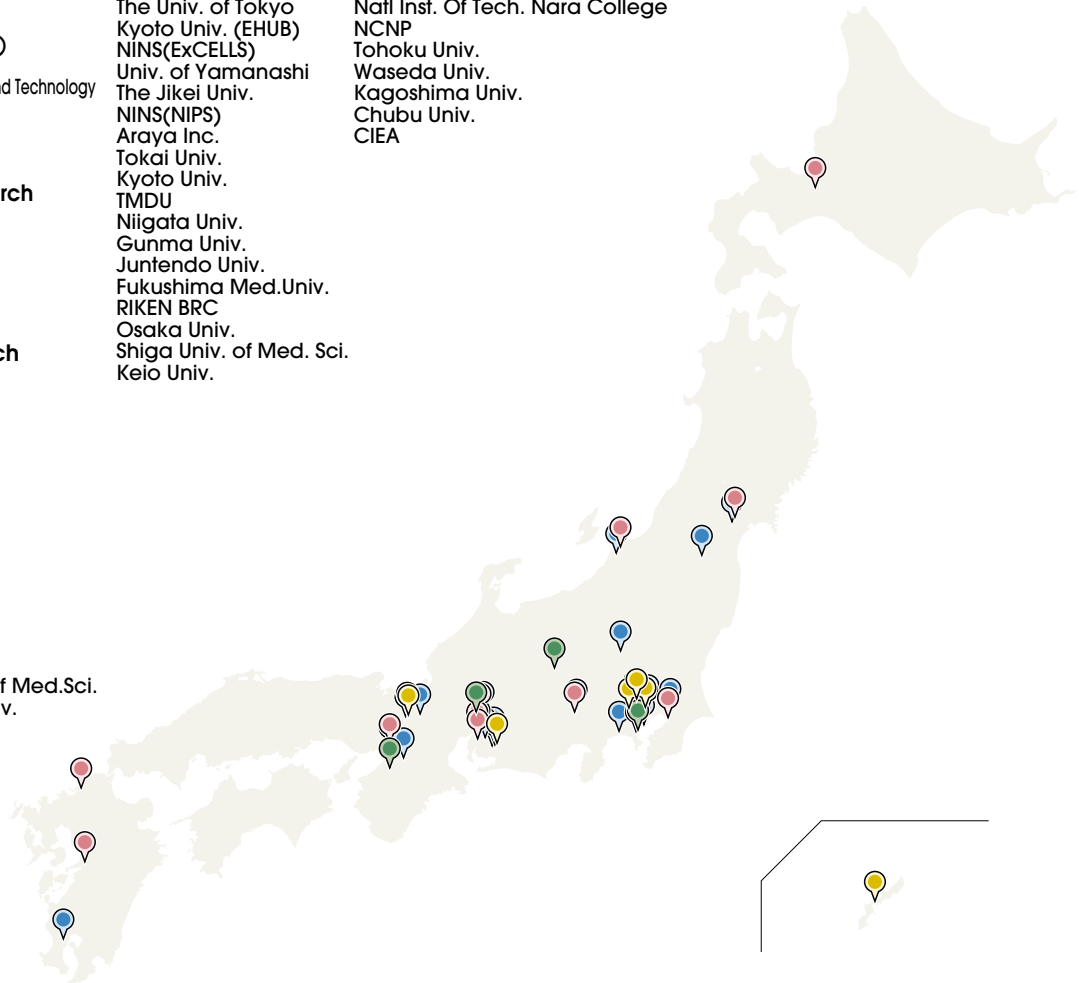 The Univ. of Tokyo
Kyoto Univ. (EHUB)
NINS(ExCELLS)
Univ. of Yamanashi
The Jikei Univ.
NINS(NIPS)
Araya Inc.
Tokai Univ.
Kyoto Univ.
TMDU
Niigata Univ.
Gunma Univ.
Juntendo Univ.
Fukushima Med.Univ.
RIKEN BRC
Osaka Univ.
Shiga Univ. of Med. Sci.
Keio Univ.
Natl Inst. Of Tech. Nara College
NCNP
Tohoku Univ.
Waseda Univ.
Kagoshima Univ.
Chubu Univ.
CIEA
)
d Technology
rch
ch
f Med.Sci.
v.